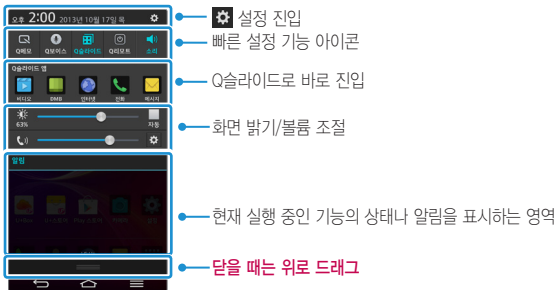 오후 2:00 2013년 10월 17일 목
설정 진입
Q메모 Q보이스 Q슬라이드 Q리모트 소리
빠른 설정 기능 아이콘
Q슬라이드 앱
비디오 DMB 인터넷 전화 메시지
Q슬라이드로 바로 진입
63% 자동
화면 밝기/볼륨 조절
알림
현재 실행 중인 기능의 상태나 알림을 표시하는 영역
닫을 때는 위로 드래그